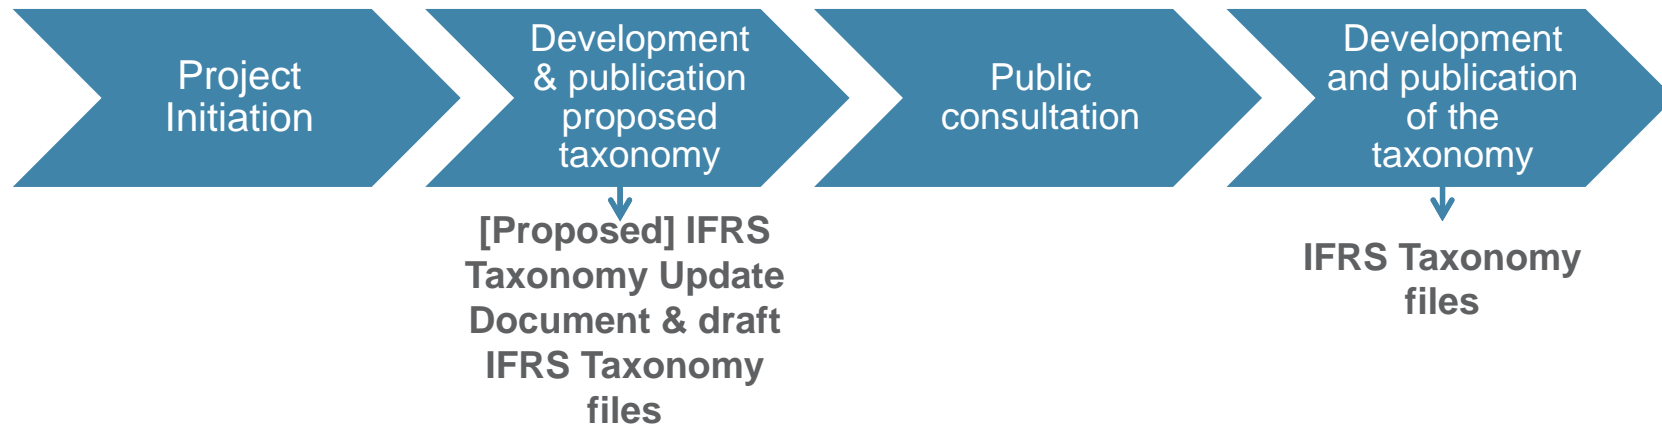 Project
Initiation
Development
& publication
proposed
taxonomy
Public
consultation
Development
and publication
of the
taxonomy
[Proposed] IFRS
Taxonomy Update
Document & draft
IFRS Taxonomy
files
IFRS Taxonomy
files